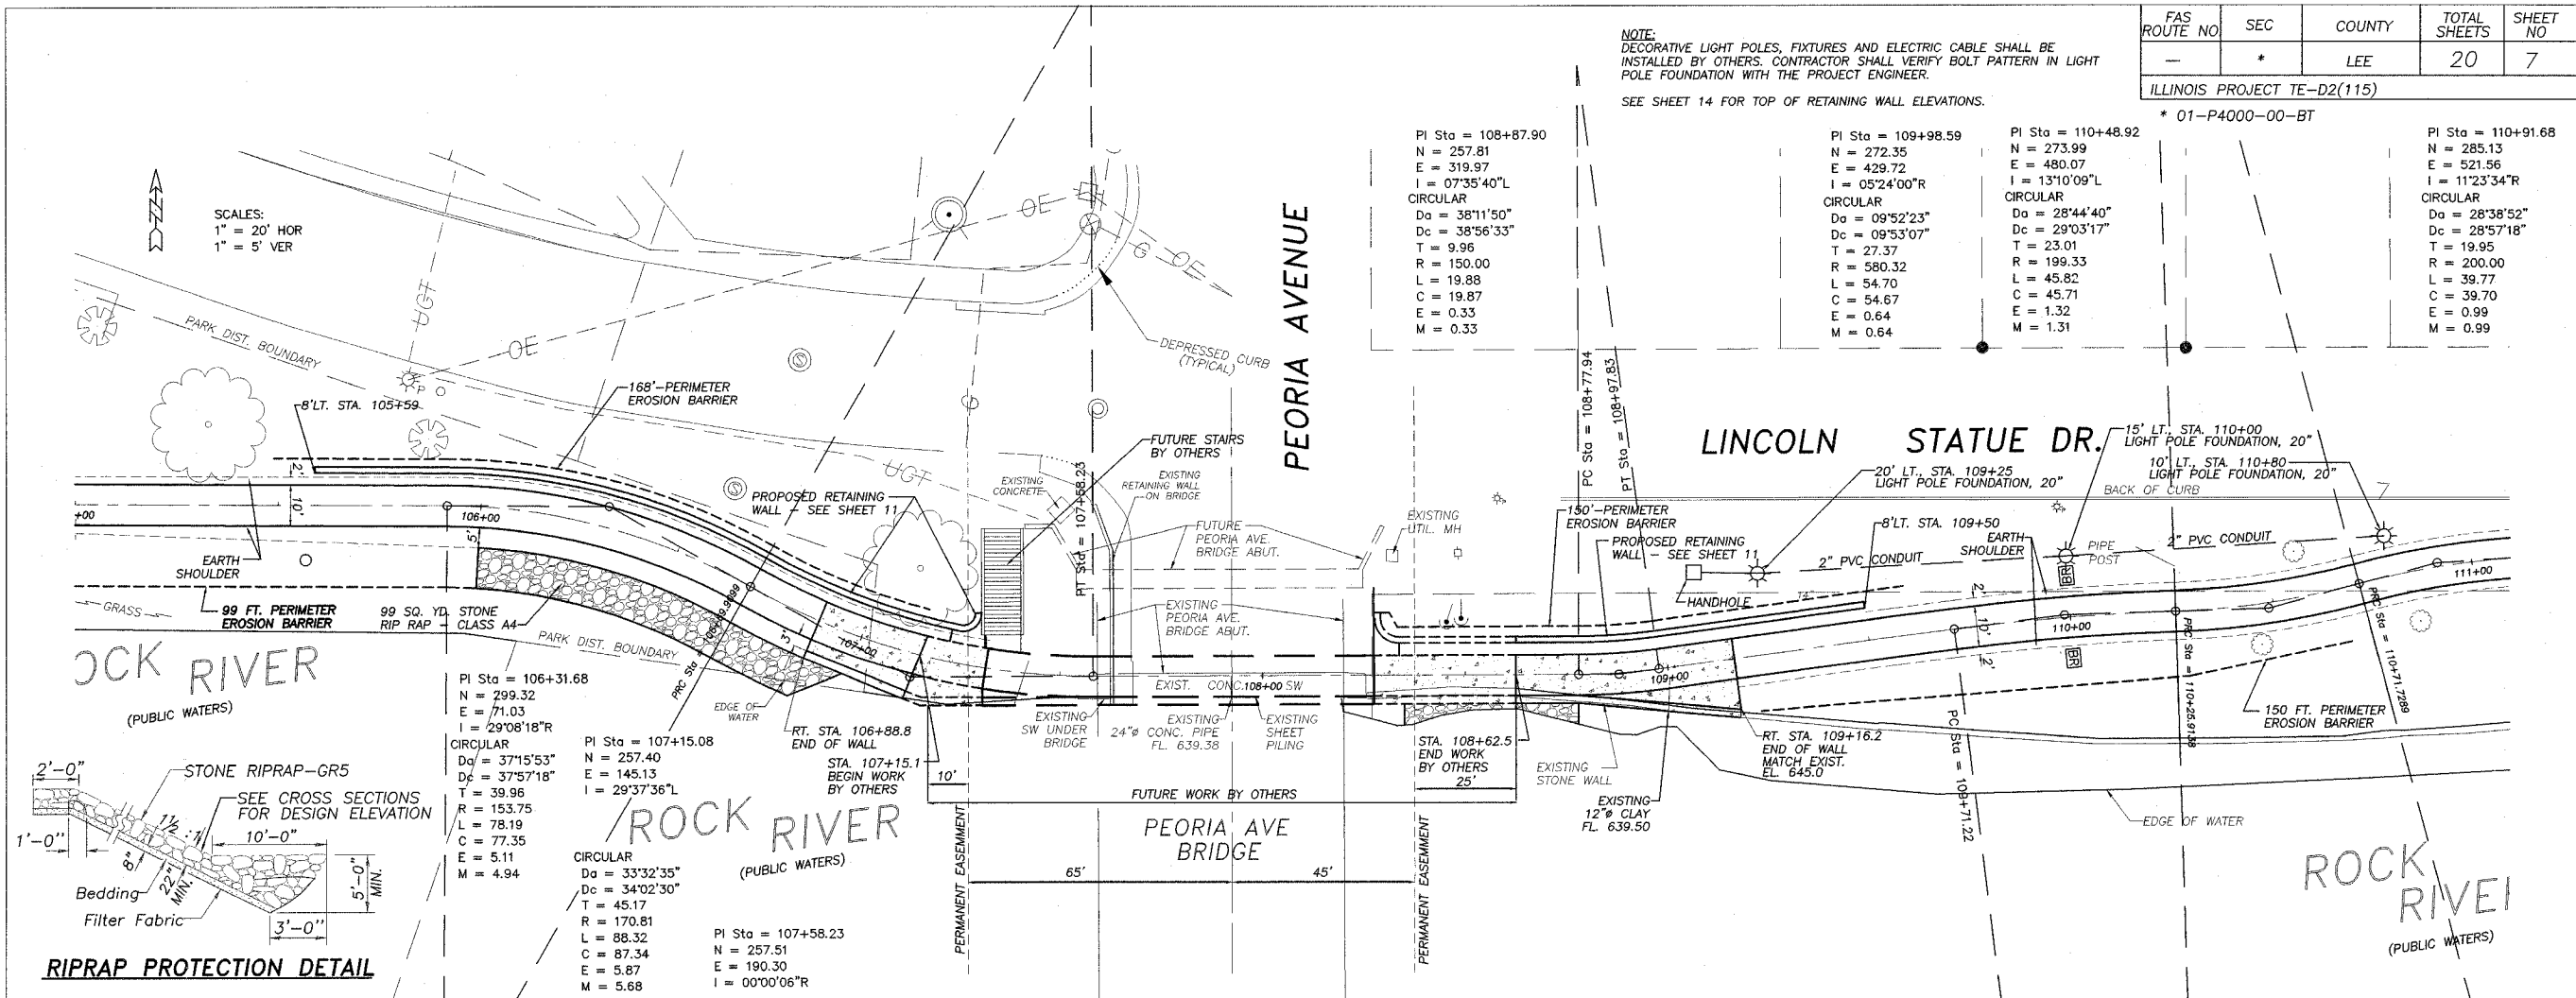 FAS ROUTE NO
SEC
COUNTY
TOTAL SHEETS
SHEET NO
—
*
LEE
20
7
ILLINOIS PROJECT TE-D2(115)
* 01-P4000-00-BT
NOTE:
DECORATIVE LIGHT POLES, FIXTURES AND ELECTRIC CABLE SHALL BE
INSTALLED BY OTHERS. CONTRACTOR SHALL VERIFY BOLT PATTERN IN LIGHT
POLE FOUNDATION WITH THE PROJECT ENGINEER.
SEE SHEET 14 FOR TOP OF RETAINING WALL ELEVATIONS.
N
SCALES:
1" = 20' HOR
1" = 5' VER
PI Sta = 108+87.90
N = 257.81
E = 319.97
I = 07°35'40"L
CIRCULAR
Da = 38°11'50"
Dc = 38°56'33"
T = 9.96
R = 150.00
L = 19.88
C = 19.87
E = 0.33
M = 0.33
PI Sta = 109+98.59
N = 272.35
E = 429.72
I = 05°24'00"R
CIRCULAR
Da = 09°52'23"
Dc = 09°53'07"
T = 27.37
R = 580.32
L = 54.70
C = 54.67
E = 0.64
M = 0.64
PI Sta = 110+48.92
N = 273.99
E = 480.07
I = 13°10'09"L
CIRCULAR
Da = 28°44'40"
Dc = 29°03'17"
T = 23.01
R = 199.33
L = 45.82
C = 45.71
E = 1.32
M = 1.31
PI Sta = 110+91.68
N = 285.13
E = 521.56
I = 11°23'34"R
CIRCULAR
Da = 28°38'52"
Dc = 28°57'18"
T = 19.95
R = 200.00
L = 39.77
C = 39.70
E = 0.99
M = 0.99
PEORIA AVENUE
LINCOLN STATUE DR.
OE
OE
G
OE
UGT
UGT
P
S
S
PARK DIST. BOUNDARY
DEPRESSED CURB
(TYPICAL)
168'-PERIMETER
EROSION BARRIER
8'LT. STA. 105+59
2'
10'
+00
106+00
5'
EARTH
SHOULDER
GRASS
99 FT. PERIMETER
EROSION BARRIER
99 SQ. YD. STONE
RIP RAP - CLASS A4
PARK DIST. BOUNDARY
PROPOSED RETAINING
WALL - SEE SHEET 11
FUTURE STAIRS
BY OTHERS
EXISTING
CONCRETE
EXISTING
RETAINING WALL
ON BRIDGE
PT Sta = 107+58.23
FUTURE
PEORIA AVE.
BRIDGE ABUT.
EXISTING
PEORIA AVE.
BRIDGE ABUT.
EXISTING
UTIL. MH
PC Sta = 108+77.94
PT Sta = 108+97.83
150'-PERIMETER
EROSION BARRIER
PROPOSED RETAINING
WALL - SEE SHEET 11
HANDHOLE
20' LT., STA. 109+25
LIGHT POLE FOUNDATION, 20"
15' LT., STA. 110+00
LIGHT POLE FOUNDATION, 20"
10' LT., STA. 110+80
LIGHT POLE FOUNDATION, 20"
BACK OF CURB
8'LT. STA. 109+50
EARTH
SHOULDER
2" PVC CONDUIT
2" PVC CONDUIT
PIPE
POST
BR
BR
2'
10'
2'
3'
107+00
EXIST. CONC. SW
108+00
109+00
110+00
111+00
PRC Sta = 110+25.9138
PRC Sta = 110+71.7289
PC Sta = 109+71.22
150 FT. PERIMETER
EROSION BARRIER
EDGE OF WATER
EDGE OF
WATER
RT. STA. 106+88.8
END OF WALL
STA. 107+15.1
BEGIN WORK
BY OTHERS
EXISTING
SW UNDER
BRIDGE
EXISTING
24"ø CONC. PIPE
FL. 639.38
EXISTING
SHEET
PILING
STA. 108+62.5
END WORK
BY OTHERS
EXISTING
STONE WALL
EXISTING
12"ø CLAY
FL. 639.50
RT. STA. 109+16.2
END OF WALL
MATCH EXIST.
EL. 645.0
10'
25'
FUTURE WORK BY OTHERS
PEORIA AVE
BRIDGE
65'
45'
PERMANENT EASEMMENT
PERMANENT EASEMMENT
OCK RIVER
(PUBLIC WATERS)
ROCK RIVER
(PUBLIC WATERS)
ROCK
RIVE
(PUBLIC WATERS)
PI Sta = 106+31.68
N = 299.32
E = 71.03
I = 29°08'18"R
CIRCULAR
Da = 37°15'53"
Dc = 37°57'18"
T = 39.96
R = 153.75
L = 78.19
C = 77.35
E = 5.11
M = 4.94
PI Sta = 107+15.08
N = 257.40
E = 145.13
I = 29°37'36"L
CIRCULAR
Da = 33°32'35"
Dc = 34°02'30"
T = 45.17
R = 170.81
L = 88.32
C = 87.34
E = 5.87
M = 5.68
PI Sta = 107+58.23
N = 257.51
E = 190.30
I = 00°00'06"R
2'-0"
STONE RIPRAP-GR5
SEE CROSS SECTIONS
FOR DESIGN ELEVATION
1 1/2 : 1
10'-0"
1'-0"
8"
22" MIN.
5'-0" MIN.
Bedding
Filter Fabric
3'-0"
RIPRAP PROTECTION DETAIL